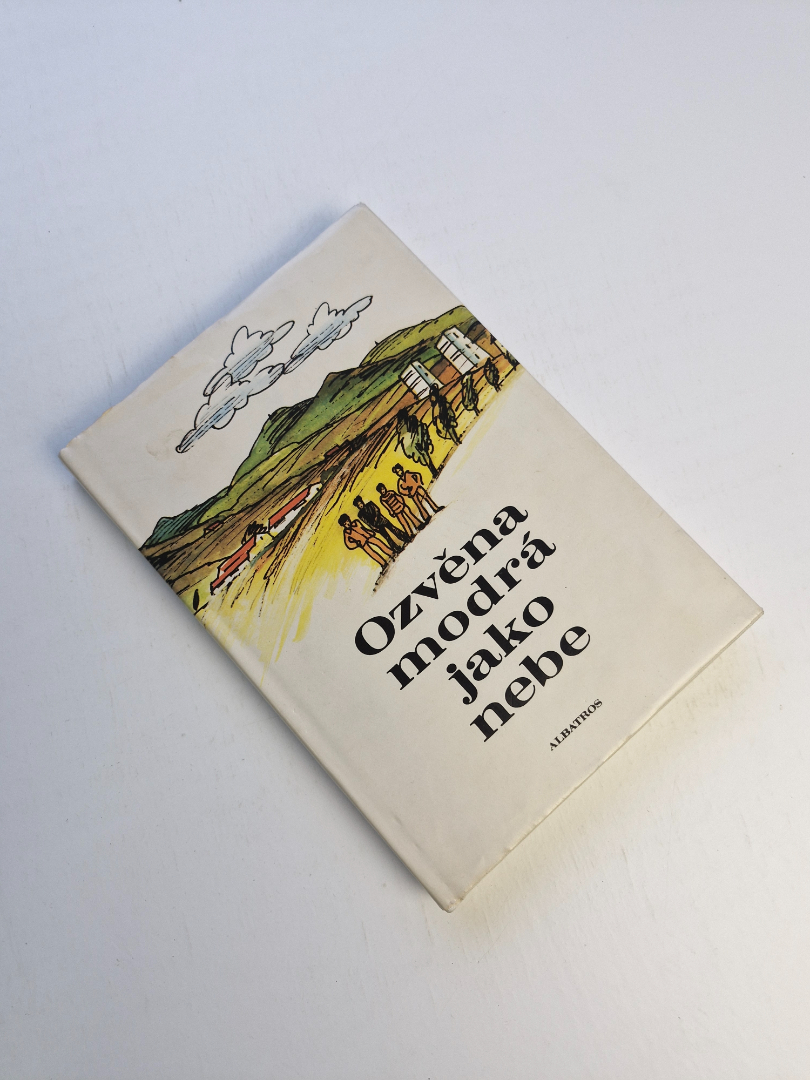 Ozvěna
modrá
jako
nebe
ALBATROS